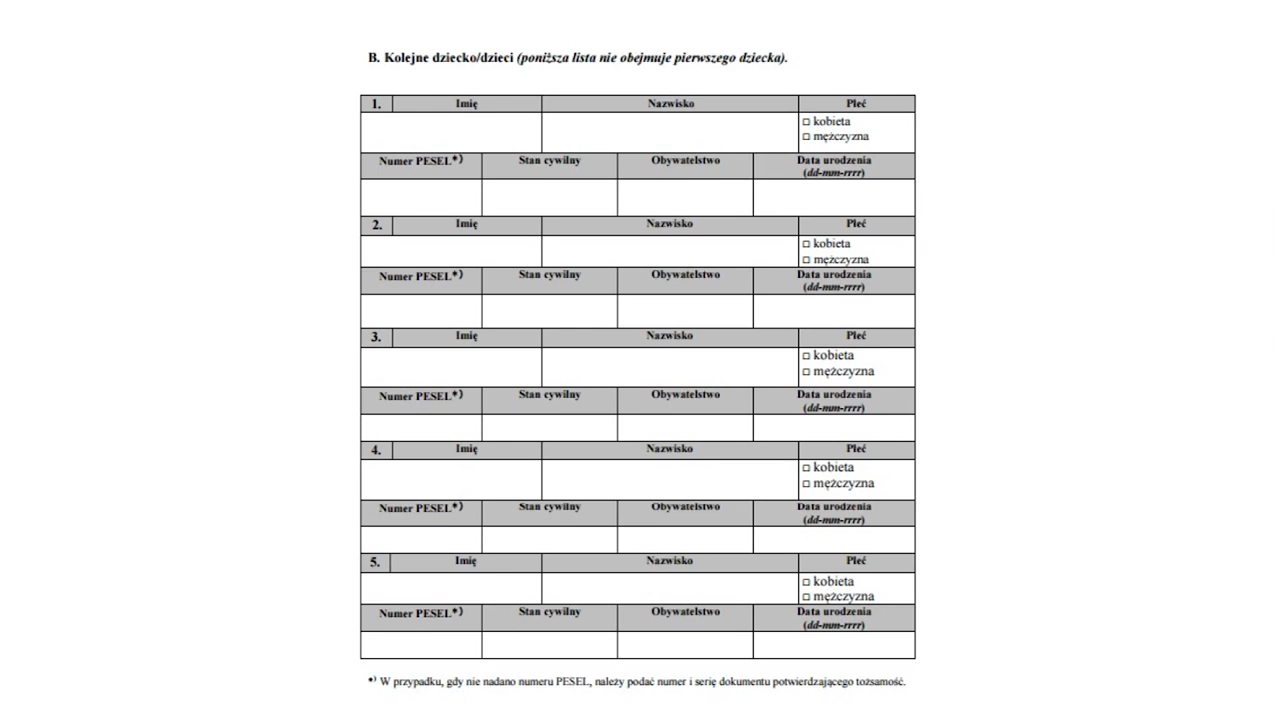 B. Kolejne dziecko/dzieci (poniższa lista nie obejmuje pierwszego dziecka).
1. Imię Nazwisko Płeć
□ kobieta
□ mężczyzna
Numer PESEL*) Stan cywilny Obywatelstwo Data urodzenia
(dd-mm-rrrr)
2. Imię Nazwisko Płeć
□ kobieta
□ mężczyzna
Numer PESEL*) Stan cywilny Obywatelstwo Data urodzenia
(dd-mm-rrrr)
3. Imię Nazwisko Płeć
□ kobieta
□ mężczyzna
Numer PESEL*) Stan cywilny Obywatelstwo Data urodzenia
(dd-mm-rrrr)
4. Imię Nazwisko Płeć
□ kobieta
□ mężczyzna
Numer PESEL*) Stan cywilny Obywatelstwo Data urodzenia
(dd-mm-rrrr)
5. Imię Nazwisko Płeć
□ kobieta
□ mężczyzna
Numer PESEL*) Stan cywilny Obywatelstwo Data urodzenia
(dd-mm-rrrr)
*) W przypadku, gdy nie nadano numeru PESEL, należy podać numer i serię dokumentu potwierdzającego tożsamość.